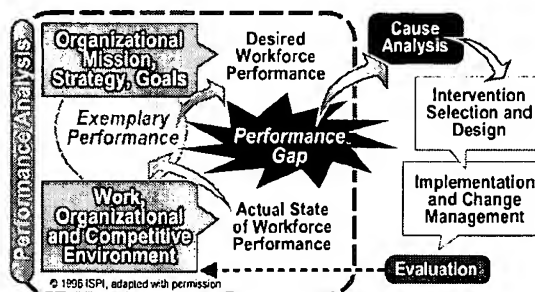 Performance Analysis
Organizational
Mission,
Strategy, Goals
Desired
Workforce
Performance
Exemplary
Performance
Performance
Gap
Work,
Organizational
and Competitive
Environment
Actual State
of Workforce
Performance
© 1996 ISPI, adapted with permission
Cause
Analysis
Intervention
Selection and
Design
Implementation
and Change
Management
Evaluation